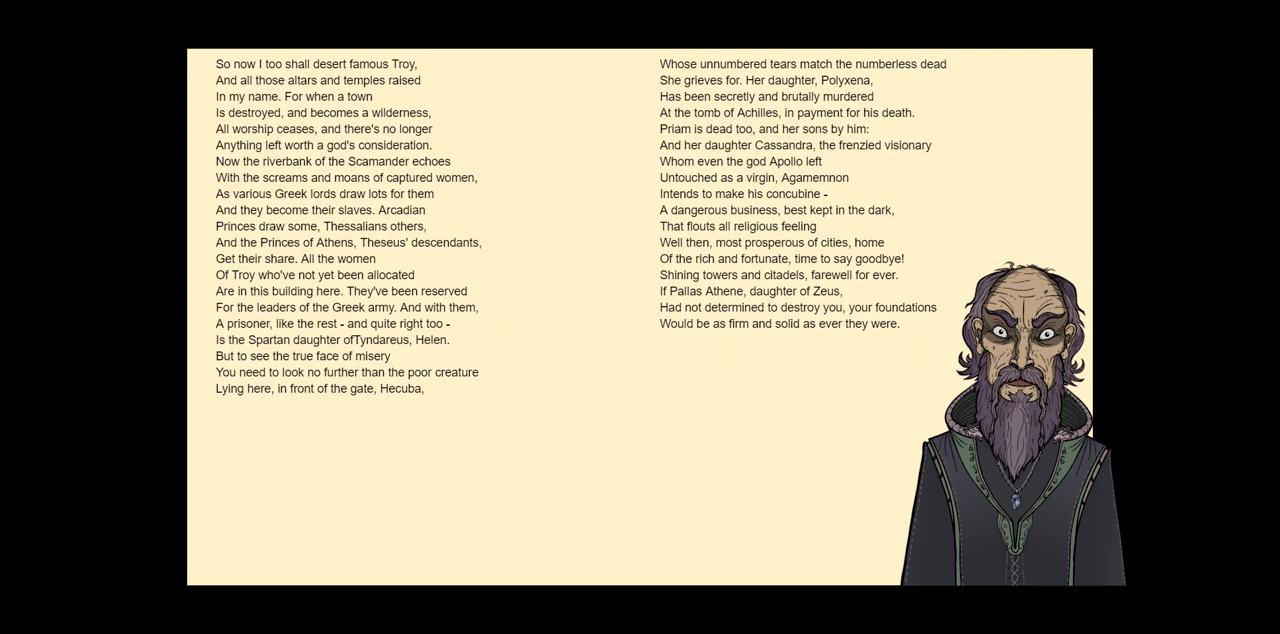 So now I too shall desert famous Troy,
And all those altars and temples raised
In my name. For when a town
Is destroyed, and becomes a wilderness,
All worship ceases, and there's no longer
Anything left worth a god's consideration.
Now the riverbank of the Scamander echoes
With the screams and moans of captured women,
As various Greek lords draw lots for them
And they become their slaves. Arcadian
Princes draw some, Thessalians others,
And the Princes of Athens, Theseus' descendants,
Get their share. All the women
Of Troy who've not yet been allocated
Are in this building here. They've been reserved
For the leaders of the Greek army. And with them,
A prisoner, like the rest - and quite right too -
Is the Spartan daughter ofTyndareus, Helen.
But to see the true face of misery
You need to look no further than the poor creature
Lying here, in front of the gate, Hecuba,
Whose unnumbered tears match the numberless dead
She grieves for. Her daughter, Polyxena,
Has been secretly and brutally murdered
At the tomb of Achilles, in payment for his death.
Priam is dead too, and her sons by him:
And her daughter Cassandra, the frenzied visionary
Whom even the god Apollo left
Untouched as a virgin, Agamemnon
Intends to make his concubine -
A dangerous business, best kept in the dark,
That flouts all religious feeling
Well then, most prosperous of cities, home
Of the rich and fortunate, time to say goodbye!
Shining towers and citadels, farewell for ever.
If Pallas Athene, daughter of Zeus,
Had not determined to destroy you, your foundations
Would be as firm and solid as ever they were.